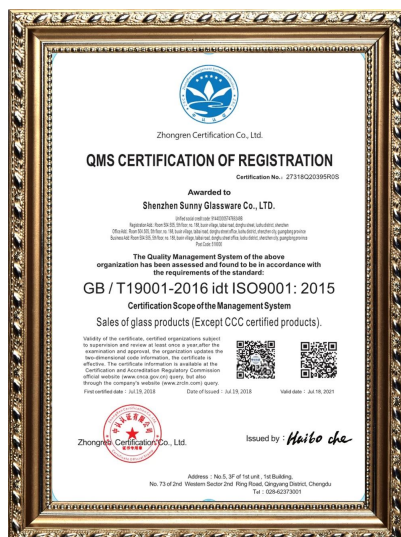 Zhongren Certification Co., Ltd.
QMS CERTIFICATION OF REGISTRATION
Certification No.: 27318Q20395R0S
Awarded to
Shenzhen Sunny Glassware Co., LTD.
The Quality Management System of the above
organization has been assessed and found to be in accordance with
the requirements of the standard:
GB / T19001-2016 idt ISO9001: 2015
Certification Scope of the Management System
Sales of glass products (Except CCC certified products).
Validity of the certificate, certified organizations subject
to supervision and review at least once a year,after the
examination and approval, the organization updates the
two-dimensional code information, the certificate is
effective. The certificate information is available at the
Certification and Accreditation Regulatory Commission
official website (www.cnca.gov.cn) query, but also
through the company's website (www.zrclin.com) query.
First certified date : Jul.19, 2018
Date of Issued : Jul.19, 2018
Valid date : Jul.18, 2021
Zhongren Certification Co., Ltd.
Issued by : Haibo che
Address : No.5, 3F of 1st unit , 1st Building,
No. 73 of 2nd Western Sector 2nd Ring Road, Qingyang District, Chengdu
Tel : 028-62373001